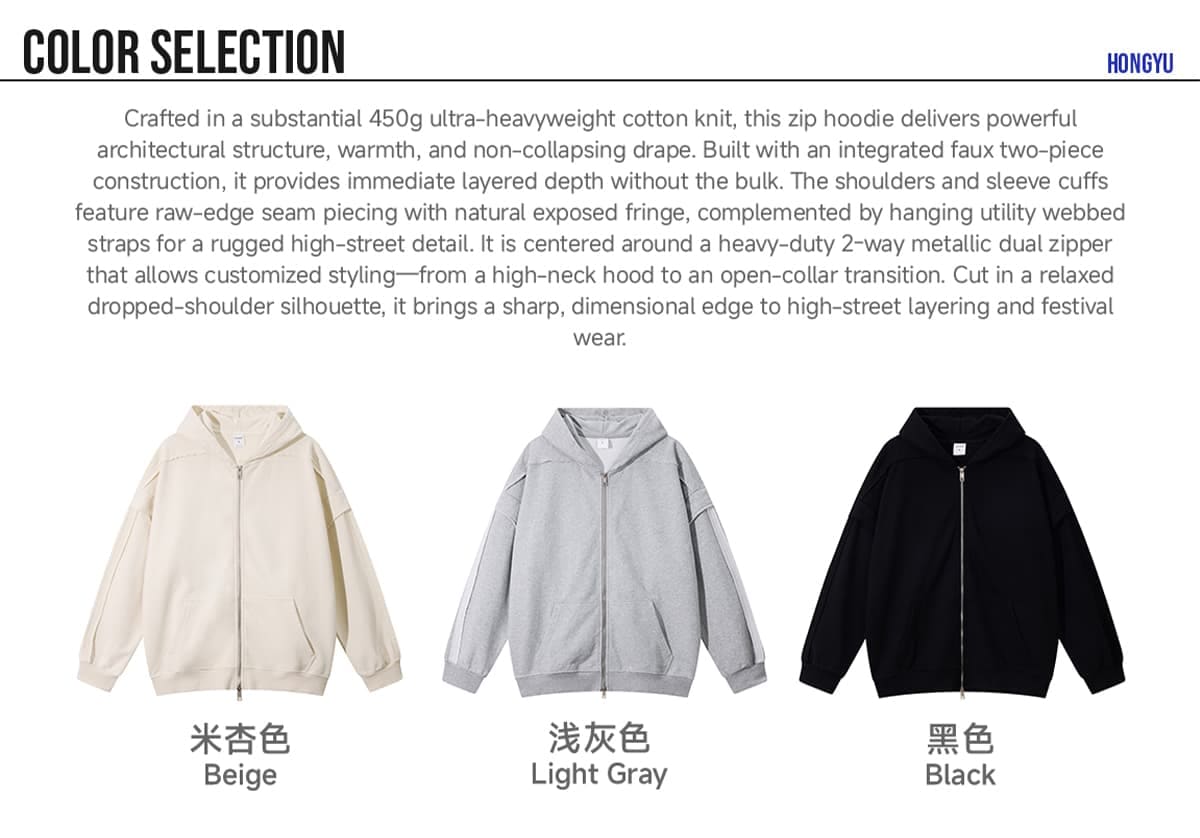 COLOR SELECTION
HONGYU
Crafted in a substantial 450g ultra-heavyweight cotton knit, this zip hoodie delivers powerful
architectural structure, warmth, and non-collapsing drape. Built with an integrated faux two-piece
construction, it provides immediate layered depth without the bulk. The shoulders and sleeve cuffs
feature raw-edge seam piecing with natural exposed fringe, complemented by hanging utility webbed
straps for a rugged high-street detail. It is centered around a heavy-duty 2-way metallic dual zipper
that allows customized styling—from a high-neck hood to an open-collar transition. Cut in a relaxed
dropped-shoulder silhouette, it brings a sharp, dimensional edge to high-street layering and festival
wear.
米杏色
Beige
浅灰色
Light Gray
黑色
Black